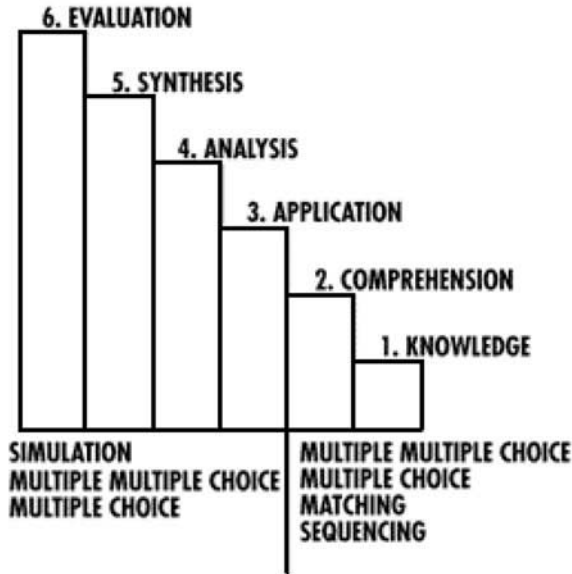 6. EVALUATION
5. SYNTHESIS
4. ANALYSIS
3. APPLICATION
2. COMPREHENSION
1. KNOWLEDGE
SIMULATION
MULTIPLE MULTIPLE CHOICE
MULTIPLE CHOICE
MULTIPLE MULTIPLE CHOICE
MULTIPLE CHOICE
MATCHING
SEQUENCING